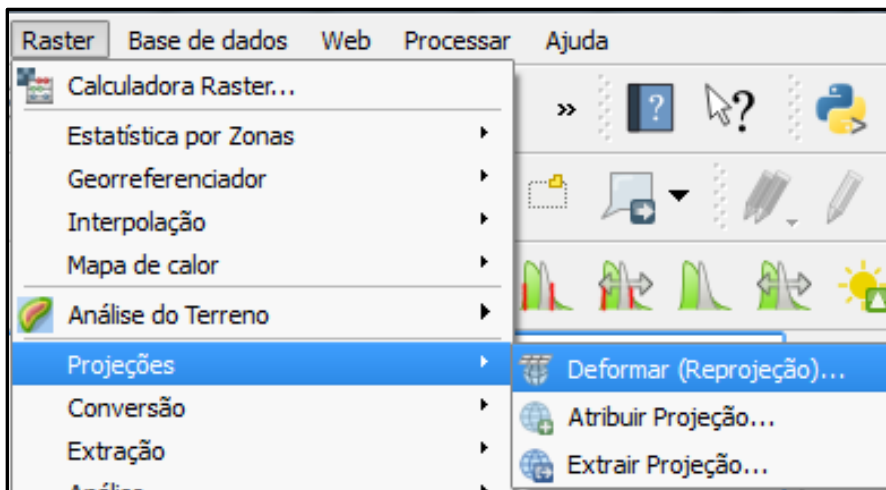 Raster Base de dados Web Processar Ajuda
Calculadora Raster...
Estatística por Zonas
Georreferenciador
Interpolação
Mapa de calor
Análise do Terreno
Projeções
Deformar (Reprojeção)...
Conversão
Atribuir Projeção...
Extração
Extrair Projeção...